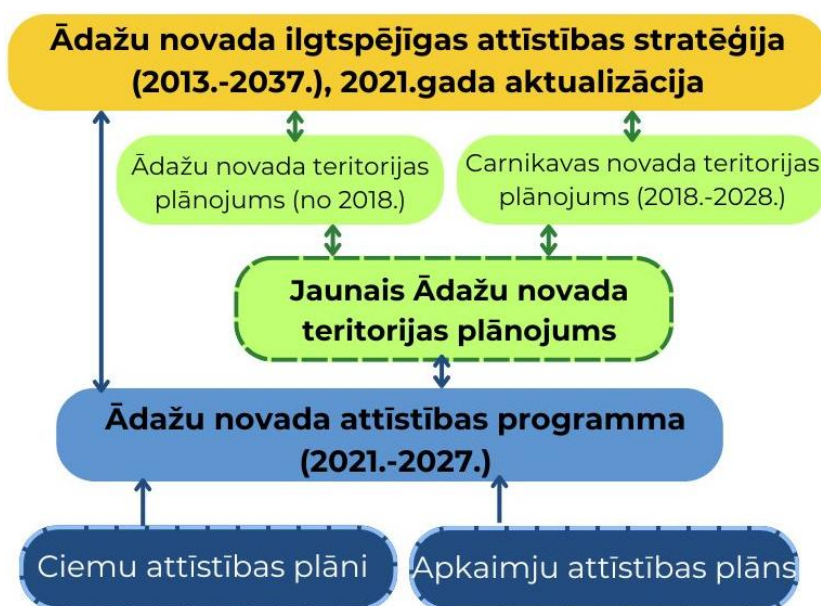 Ādažu novada ilgtspējīgas attīstības stratēģija
(2013.-2037.), 2021.gada aktualizācija
Ādažu novada teritorijas
plānojums (no 2018.)
Carnikavas novada teritorijas
plānojums (2018.-2028.)
Jaunais Ādažu novada
teritorijas plānojums
Ādažu novada attīstības programma
(2021.-2027.)
Ciemu attīstības plāni
Apkaimju attīstības plāns